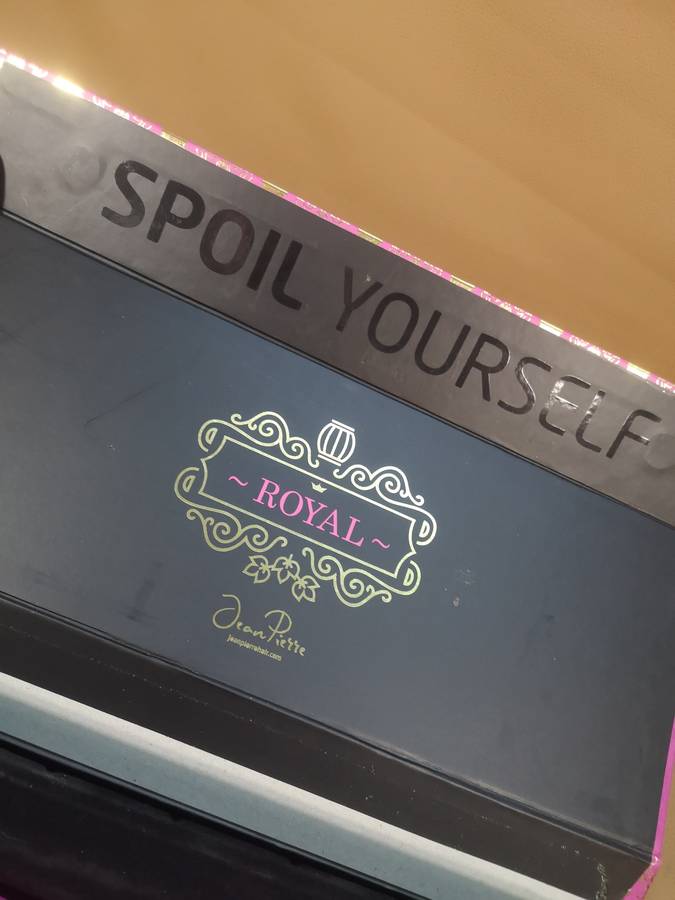 SPOIL YOURSELF
~ ROYAL ~
Jean Pierre
jeanpierrehair.com